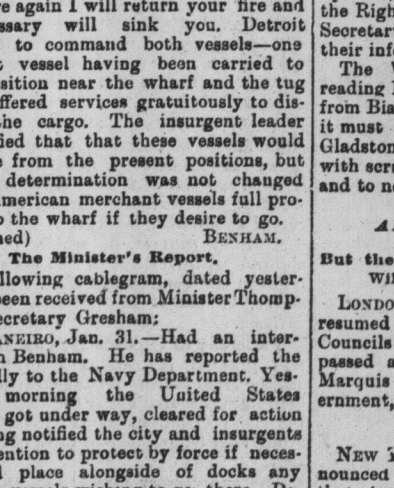 again I will return your fire and
ssary will sink you. Detroit
to command both vessels—one
vessel having been carried to
sition near the wharf and the tug
ffered services gratuitously to dis-
he cargo. The insurgent leader
ied that that these vessels would
from the present positions, but
determination was not changed
merican merchant vessels full pro-
o the wharf if they desire to go.
ned) BENHAM.
The Minister's Report.
llowing cablegram, dated yester-
been received from Minister Thomp-
ecretary Gresham:
ANEIRO, Jan. 31.—Had an inter-
h Benham. He has reported the
lly to the Navy Department. Yes-
morning the United States
got under way, cleared for action
ng notified the city and insurgents
ention to protect by force if neces-
place alongside of docks any
the Righ
Secretar
their inf
The
reading
from Bia
it must
Gladston
with scr
and to n
But the
Wi
LONDO
resumed
Councils
passed a
Marquis
ernment,
NEW
nounced